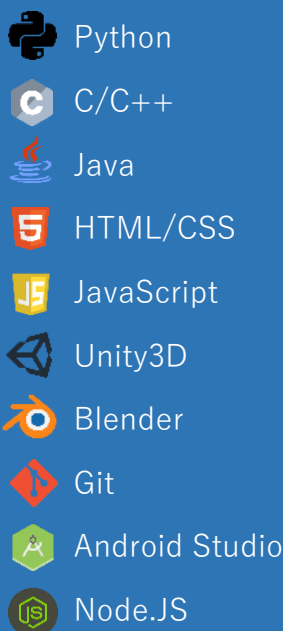 Python
C/C++
Java
HTML/CSS
JavaScript
Unity3D
Blender
Git
Android Studio
Node.JS